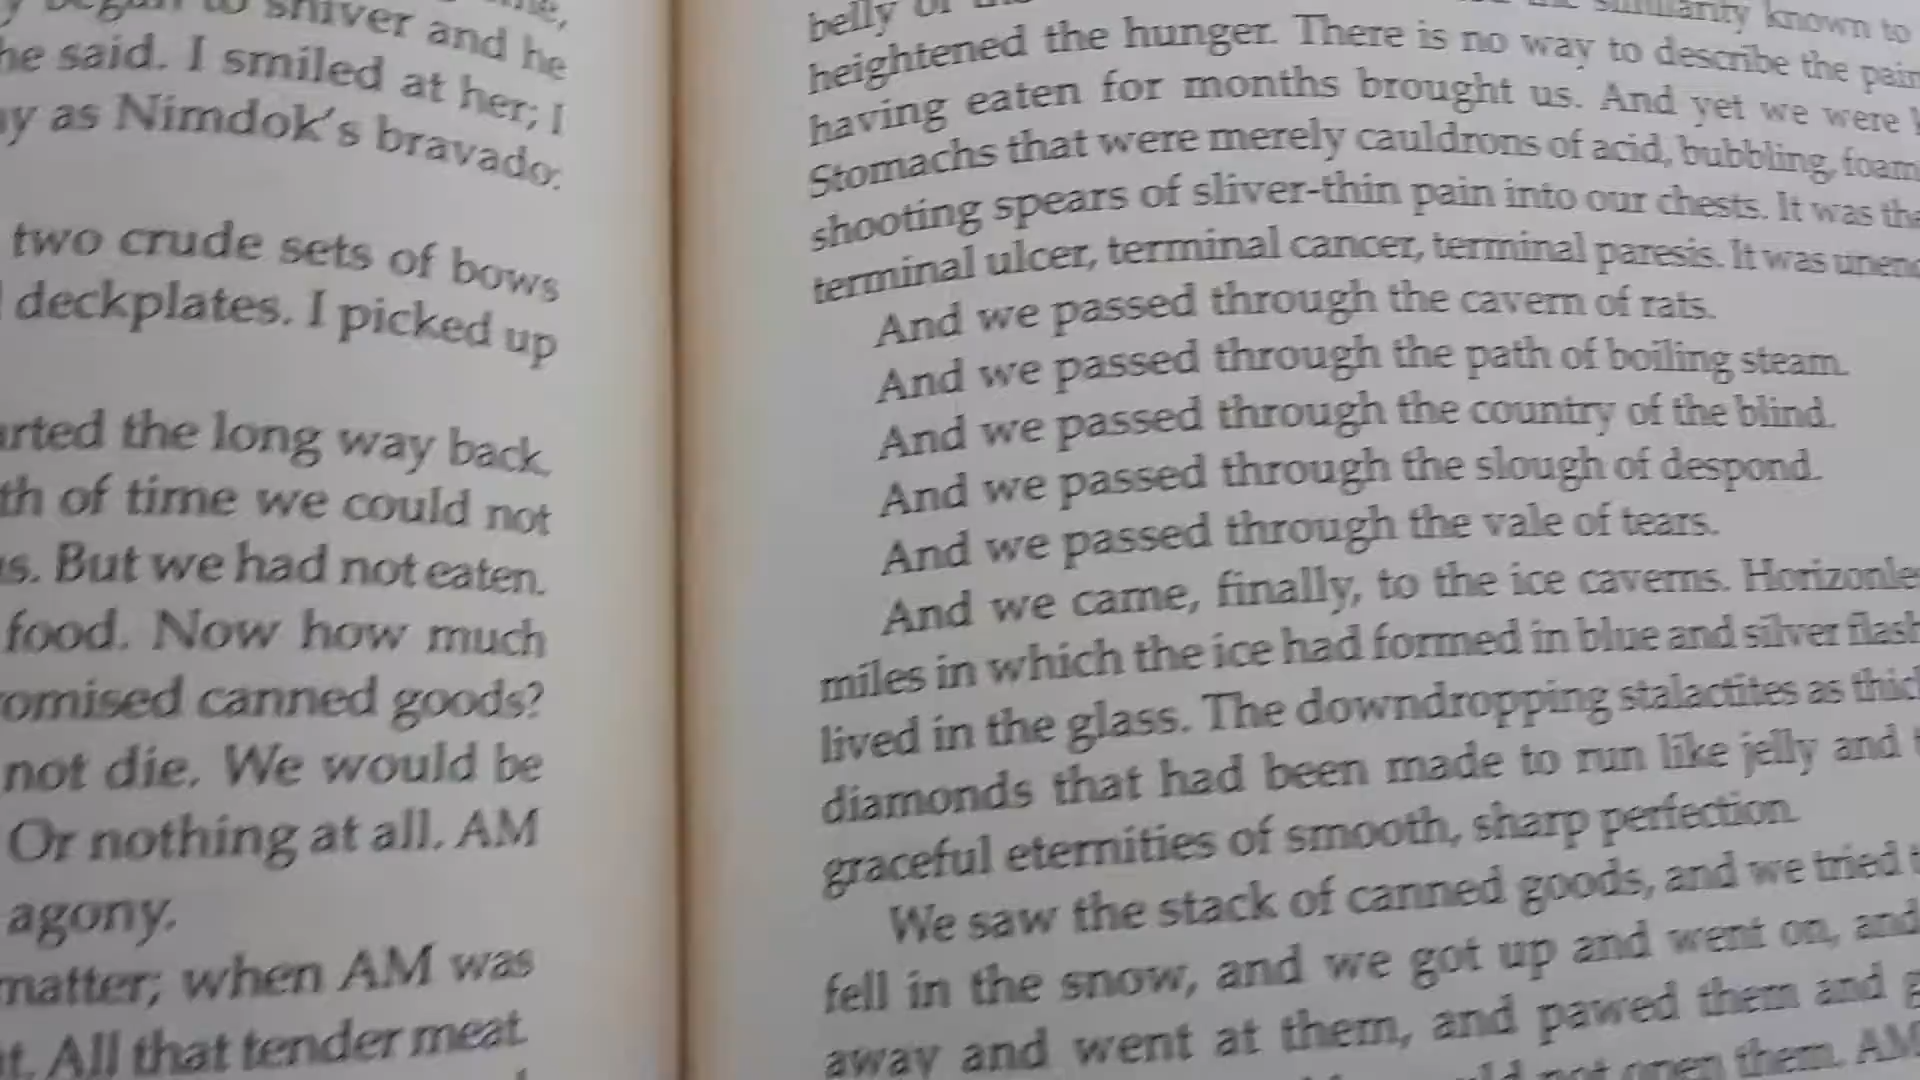 began to shiver and he
he said. I smiled at her; I
as Nimdok's bravado:
two crude sets of bows
deckplates. I picked up
the long way back,
of time we could not
But we had not eaten.
food. Now how much
canned goods?
not die. We would be
Or nothing at all. AM
agony.
matter; when AM was
All that tender meat
belly of
known to
heightened the hunger. There is no way to describe the
having eaten for months brought us. And yet we were
Stomachs that were merely cauldrons of acid, bubbling,
shooting spears of sliver-thin pain into our chests. It was
terminal ulcer, terminal cancer, terminal paresis. It was
And we passed through the cavern of rats.
And we passed through the path of boiling steam.
And we passed through the country of the blind.
And we passed through the slough of despond.
And we passed through the vale of tears.
And we came, finally, to the ice caverns.
miles in which the ice had formed in blue and silver
lived in the glass. The downdropping stalactites as
diamonds that had been made to run like jelly and
graceful eternities of smooth, sharp perfection.
We saw the stack of canned goods, and we tried
fell in the snow, and we got up and went on, and
away and went at them, and pawed them and
not open them. AM